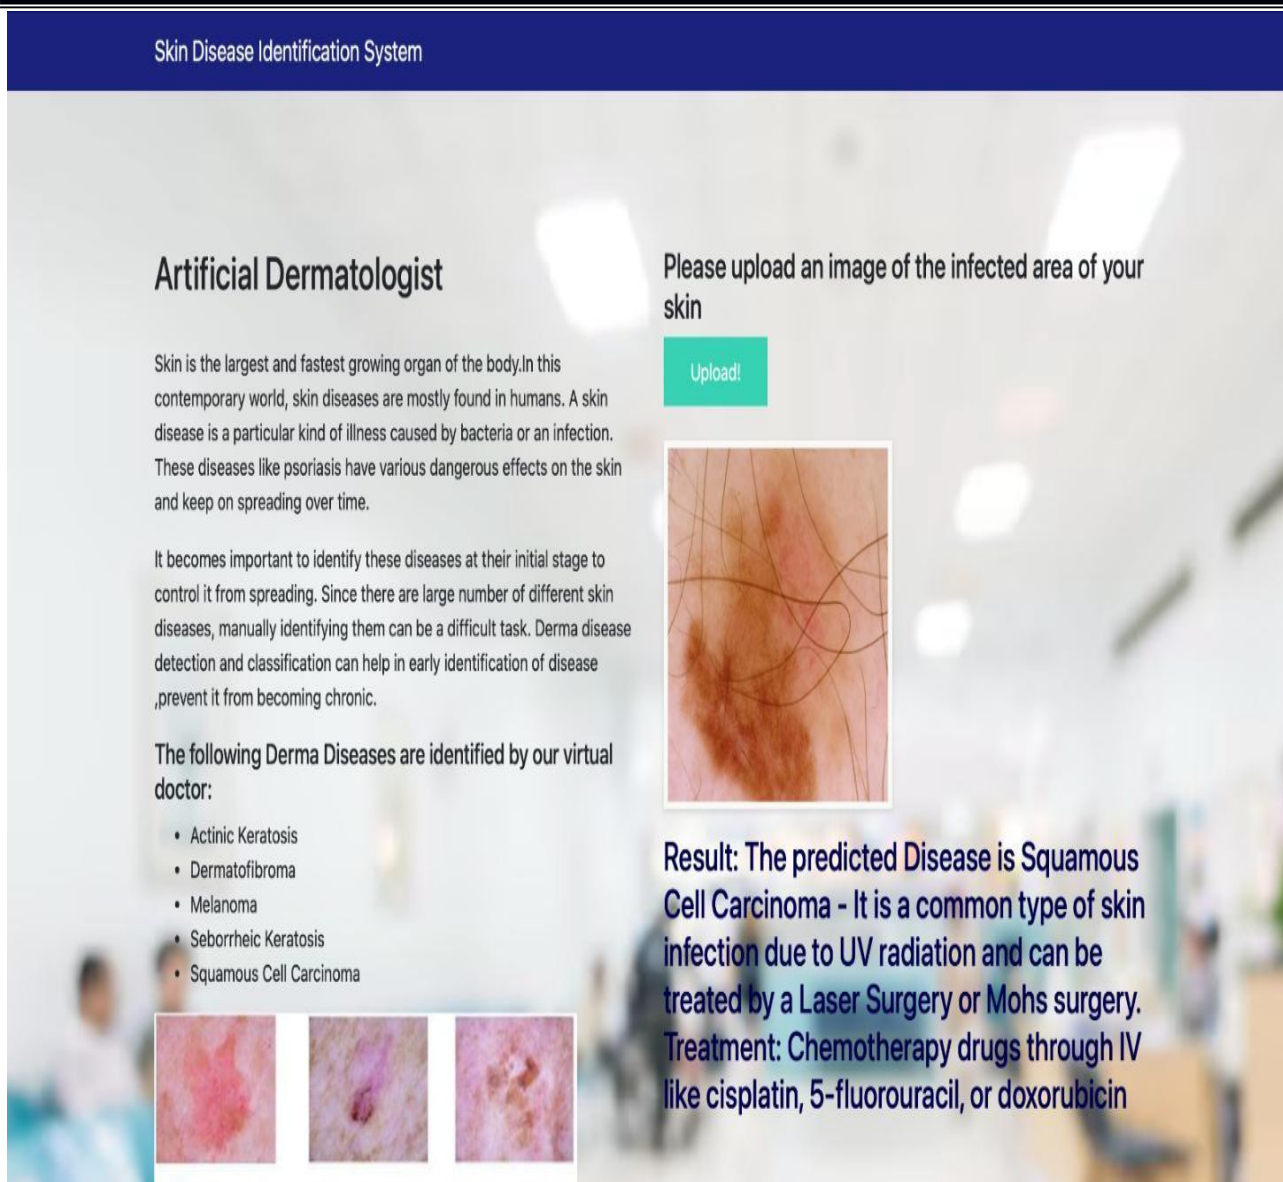 Skin Disease Identification System
Artificial Dermatologist
Skin is the largest and fastest growing organ of the body.In this
contemporary world, skin diseases are mostly found in humans. A skin
disease is a particular kind of illness caused by bacteria or an infection.
These diseases like psoriasis have various dangerous effects on the skin
and keep on spreading over time.
It becomes important to identify these diseases at their initial stage to
control it from spreading. Since there are large number of different skin
diseases, manually identifying them can be a difficult task. Derma disease
detection and classification can help in early identification of disease
,prevent it from becoming chronic.
The following Derma Diseases are identified by our virtual
doctor:
• Actinic Keratosis
• Dermatofibroma
• Melanoma
• Seborrheic Keratosis
• Squamous Cell Carcinoma
Please upload an image of the infected area of your
skin
Upload!
Result: The predicted Disease is Squamous
Cell Carcinoma - It is a common type of skin
infection due to UV radiation and can be
treated by a Laser Surgery or Mohs surgery.
Treatment: Chemotherapy drugs through IV
like cisplatin, 5-fluorouracil, or doxorubicin